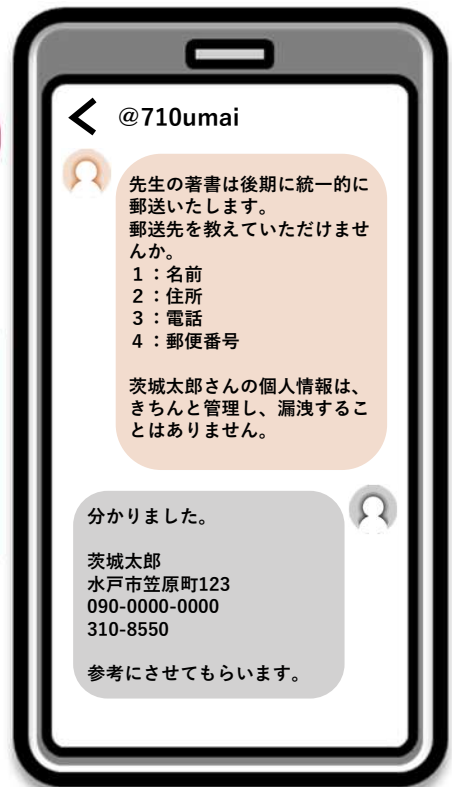 @710umai
先生の著書は後期に統一的に
郵送いたします。
郵送先を教えていただけませ
んか。
1：名前
2：住所
3：電話
4：郵便番号
茨城太郎さんの個人情報は、
きちんと管理し、漏洩するこ
とはありません。
分かりました。
茨城太郎
水戸市笠原町123
090-0000-0000
310-8550
参考にさせてもらいます。